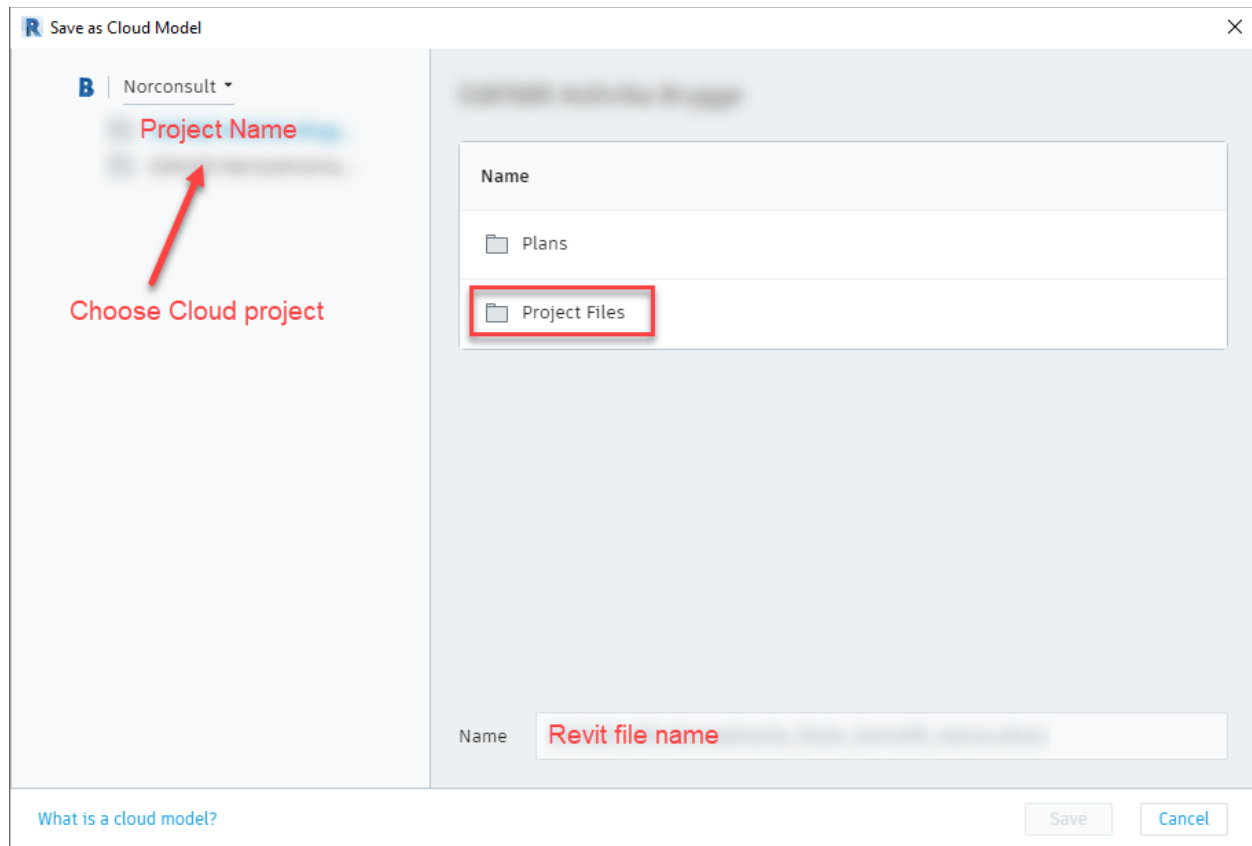 Save as Cloud Model
B Norconsult
Project Name
Choose Cloud project
Name
Plans
Project Files
Name Revit file name
What is a cloud model?
Save Cancel